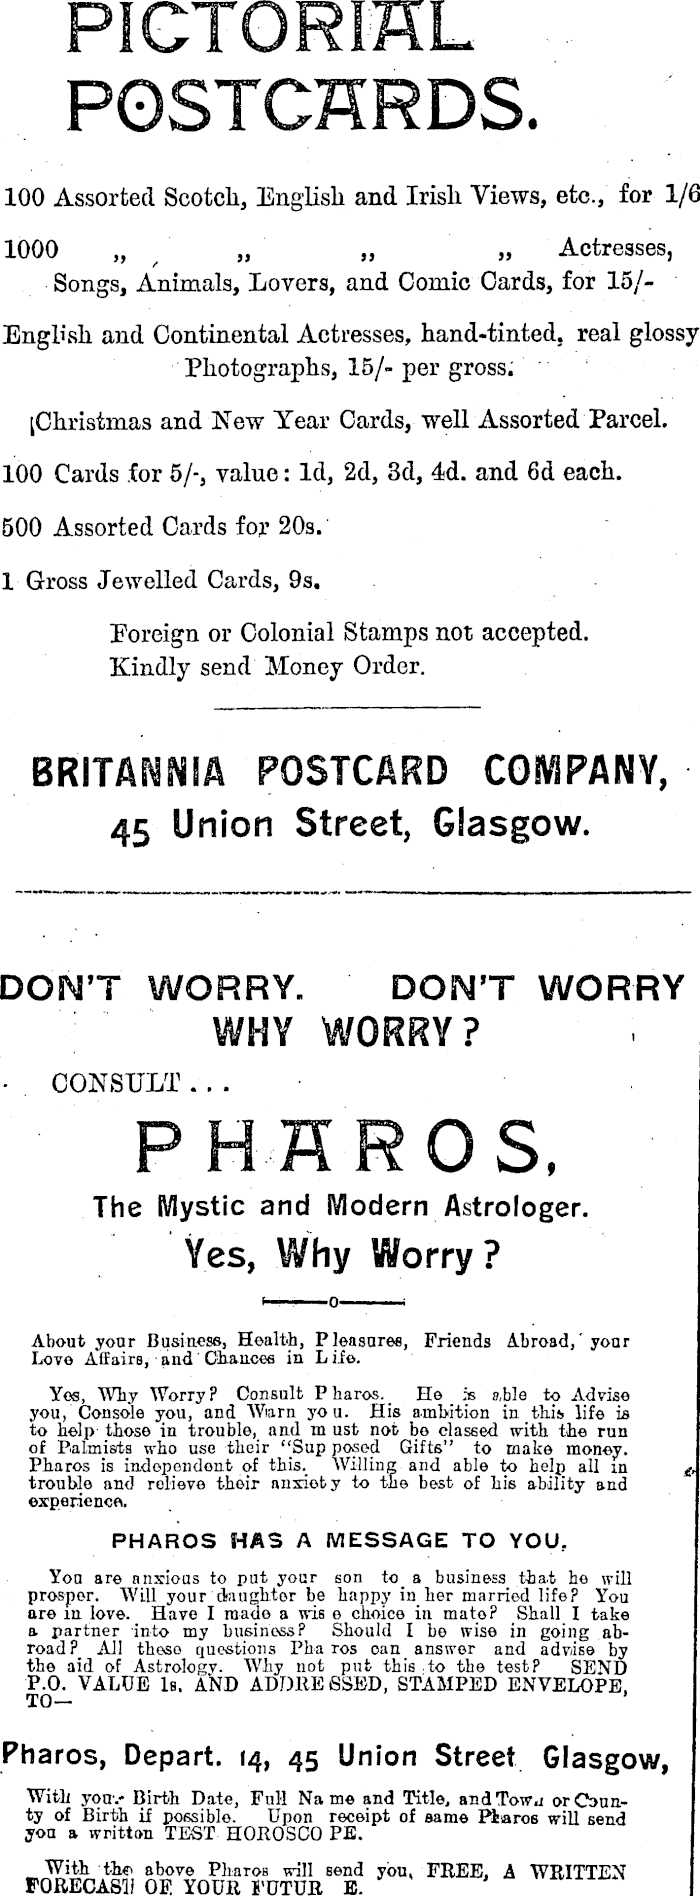 PICTORIAL
POSTCARDS.
100 Assorted Scotch, English and Irish Views, etc., for 1/6
1000 „ „ „ „ Actresses,
Songs, Animals, Lovers, and Comic Cards, for 15/-
English and Continental Actresses, hand-tinted, real glossy
Photographs, 15/- per gross.
Christmas and New Year Cards, well Assorted Parcel.
100 Cards for 5/-, value: 1d, 2d, 3d, 4d. and 6d each.
500 Assorted Cards for 20s.
1 Gross Jewelled Cards, 9s.
Foreign or Colonial Stamps not accepted.
Kindly send Money Order.
BRITANNIA POSTCARD COMPANY,
45 Union Street, Glasgow.
DON'T WORRY. DON'T WORRY
WHY WORRY?
CONSULT...
PHAROS,
The Mystic and Modern Astrologer.
Yes, Why Worry?
About your Business, Health, Pleasures, Friends Abroad, your
Love Affairs, and Chances in Life.
Yes, Why Worry? Consult Pharos. He is able to Advise
you, Console you, and Warn you. His ambition in this life is
to help those in trouble, and must not be classed with the run
of Palmists who use their "Supposed Gifts" to make money.
Pharos is independent of this. Willing and able to help all in
trouble and relieve their anxiety to the best of his ability and
experience.
PHAROS HAS A MESSAGE TO YOU.
You are anxious to put your son to a business that he will
prosper. Will your daughter be happy in her married life? You
are in love. Have I made a wise choice in mate? Shall I take
a partner into my business? Should I be wise in going ab-
road? All these questions Pharos can answer and advise by
the aid of Astrology. Why not put this to the test? SEND
P.O. VALUE 1s. AND ADDRESSED, STAMPED ENVELOPE,
TO—
Pharos, Depart. 14, 45 Union Street Glasgow,
With your Birth Date, Full Name and Title, and Town or Coun-
ty of Birth if possible. Upon receipt of same Pharos will send
you a written TEST HOROSCOPE.
With the above Pharos will send you, FREE, A WRITTEN
FORECAST OF YOUR FUTURE.